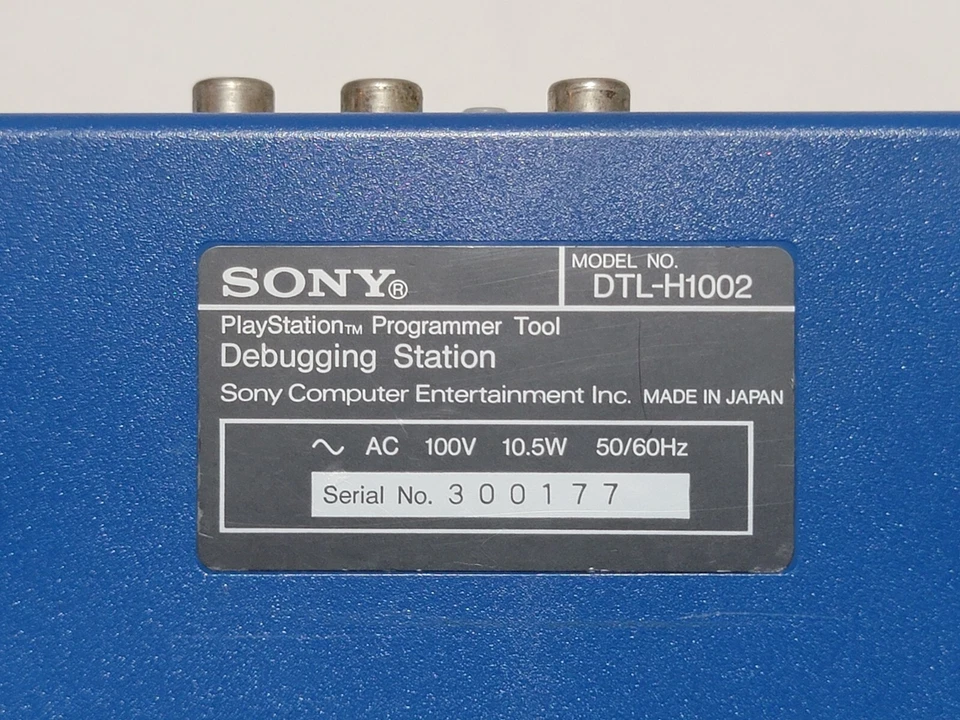 SONY®
MODEL NO.
DTL-H1002
PlayStation™ Programmer Tool
Debugging Station
Sony Computer Entertainment Inc. MADE IN JAPAN
～ AC 100V 10.5W 50/60Hz
Serial No. 300177